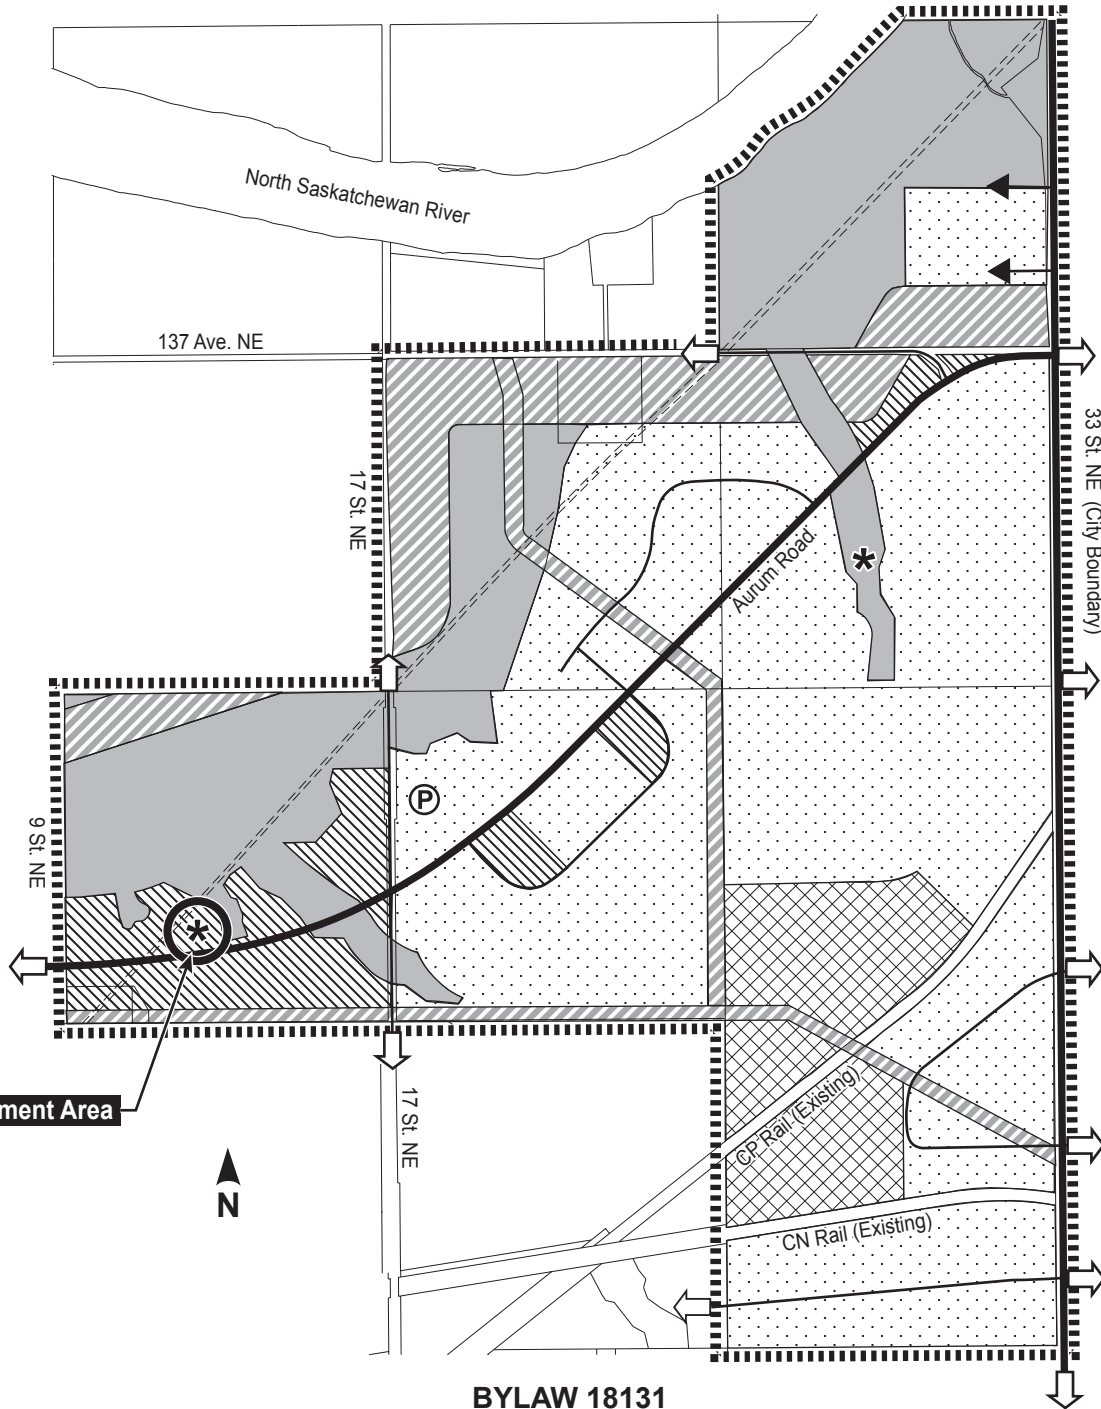 North Saskatchewan River
137 Ave. NE
33 St. NE (City Boundary)
17 St. NE
Aurum Road
*
P
9 St. NE
*
ment Area
17 St. NE
CP Rail (Existing)
N
CN Rail (Existing)
BYLAW 18131